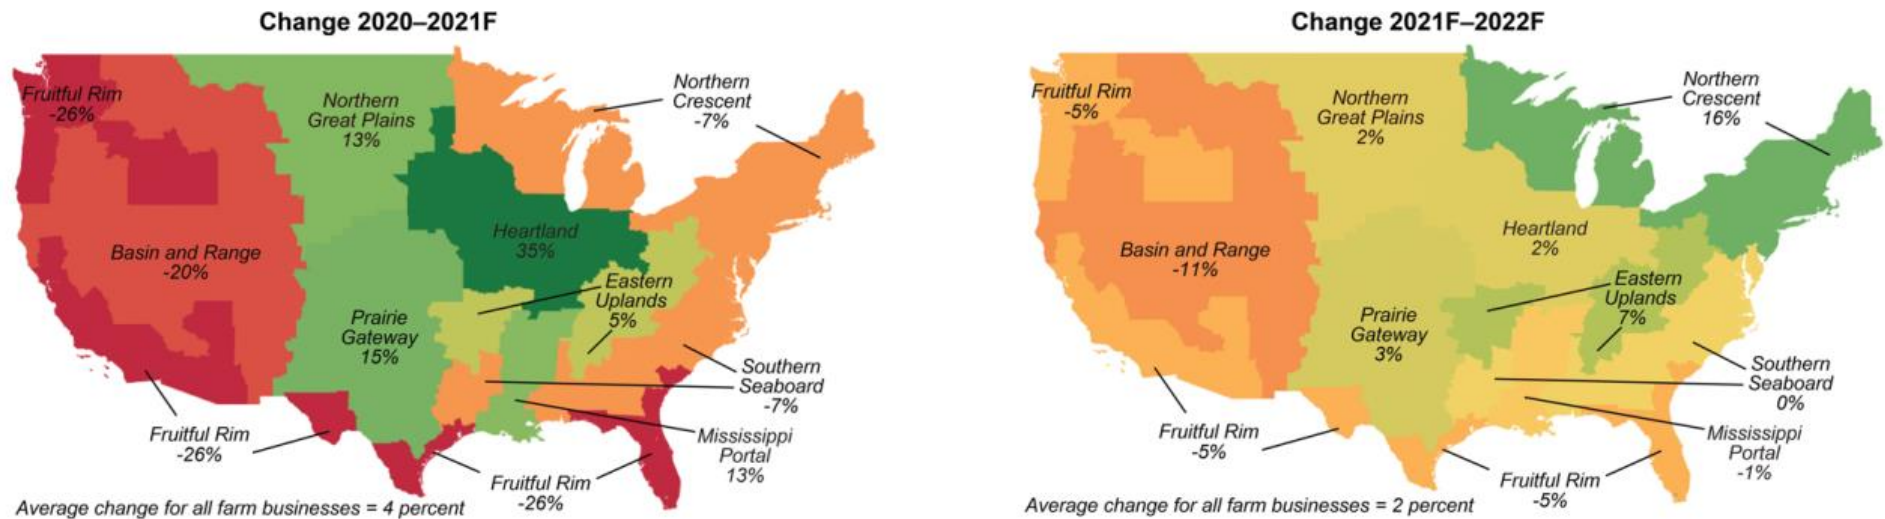 Change 2020–2021F
Fruitful Rim
-26%
Northern
Great Plains
13%
Northern
Crescent
-7%
Heartland
35%
Basin and Range
-20%
Eastern
Uplands
5%
Prairie
Gateway
15%
Southern
Seaboard
-7%
Fruitful Rim
-26%
Mississippi
Portal
13%
Fruitful Rim
-26%
Average change for all farm businesses = 4 percent
Change 2021F–2022F
Fruitful Rim
-5%
Northern
Great Plains
2%
Northern
Crescent
16%
Heartland
2%
Basin and Range
-11%
Eastern
Uplands
7%
Prairie
Gateway
3%
Southern
Seaboard
0%
Fruitful Rim
-5%
Mississippi
Portal
-1%
Fruitful Rim
-5%
Average change for all farm businesses = 2 percent